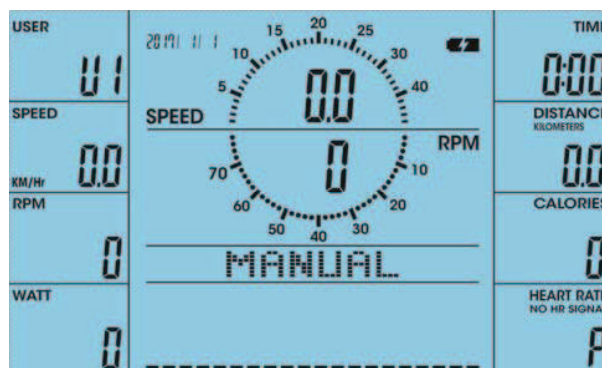 USER
U1
SPEED
KM/Hr 0.0
RPM
0
WATT
0
2017/ 1/ 1
5 10 15 20 25 30 40
SPEED 0.0
0 RPM
70 60 50 40 30 20 10
MANUAL
TIM
0:00
DISTANC
KILOMETERS
0.0
CALORIES
0
HEART RAT
NO HR SIGNA
P